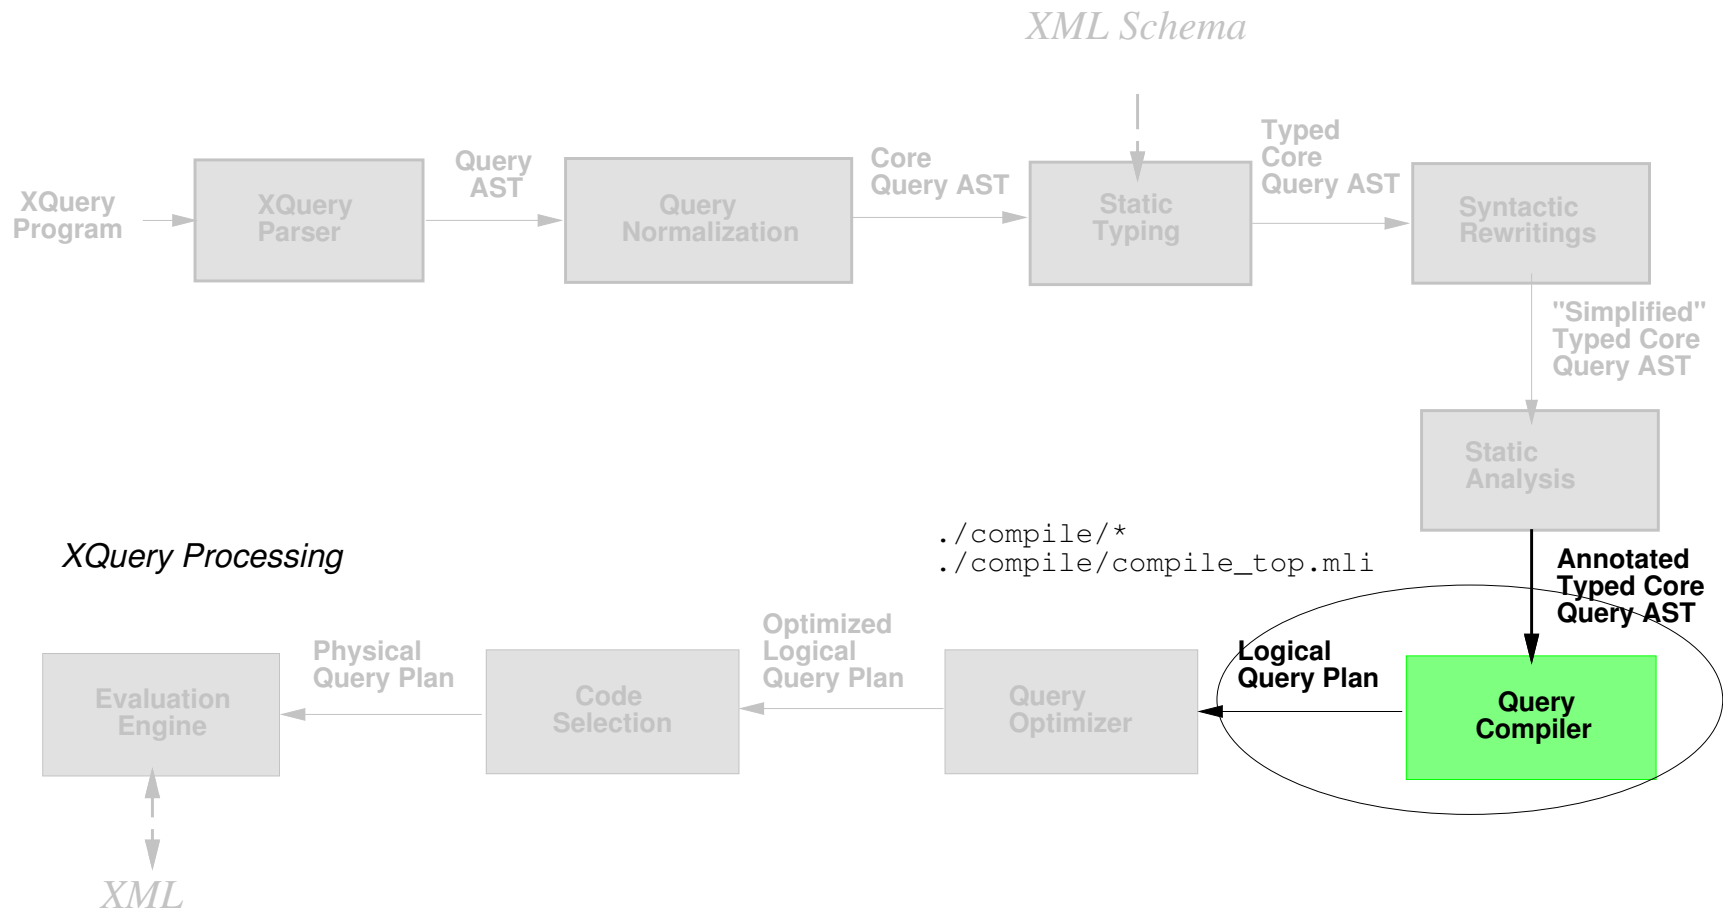 XML Schema
XQuery
Program
XQuery
Parser
Query
AST
Query
Normalization
Core
Query AST
Static
Typing
Typed
Core
Query AST
Syntactic
Rewritings
"Simplified"
Typed Core
Query AST
Static
Analysis
XQuery Processing
./compile/*
./compile/compile_top.mli
Annotated
Typed Core
Query AST
Query
Compiler
Logical
Query Plan
Query
Optimizer
Optimized
Logical
Query Plan
Code
Selection
Physical
Query Plan
Evaluation
Engine
XML